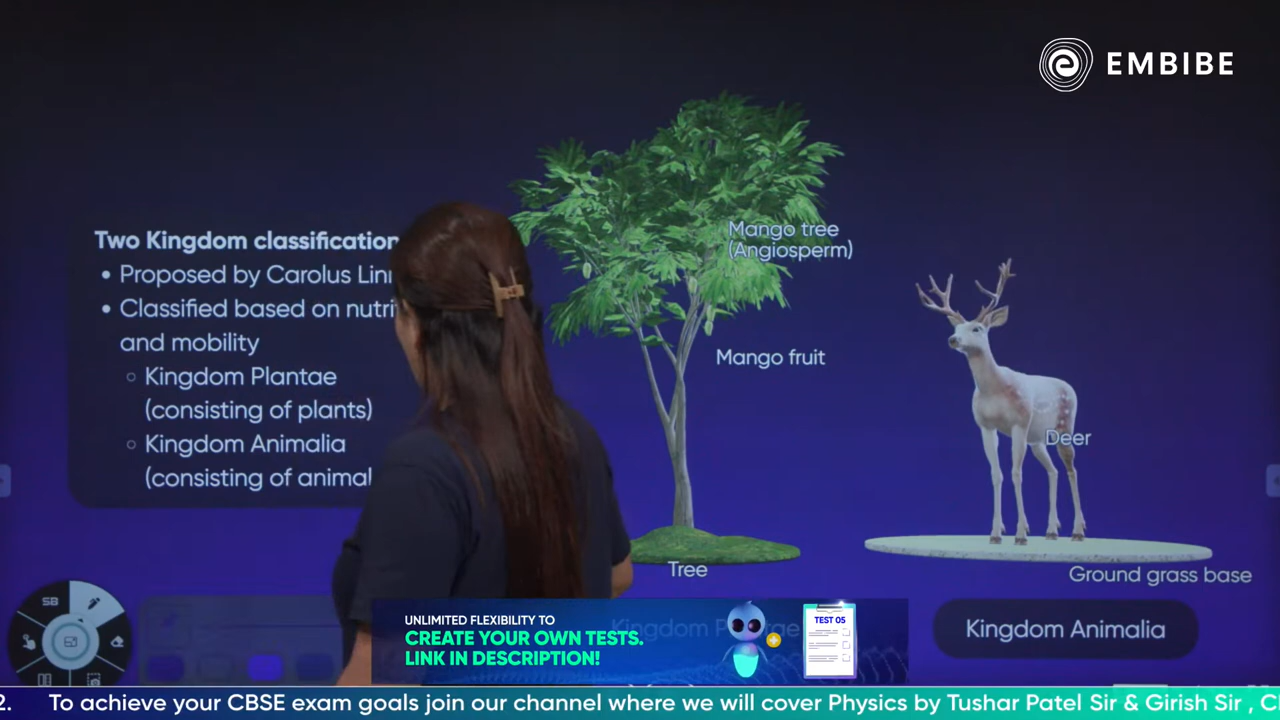 EMBIBE
Two Kingdom classification
• Proposed by Carolus
• Classified based on
and mobility
○ Kingdom Plantae
(consisting of plants)
○ Kingdom Animalia
(consisting of
Mango tree
(Angiosperm)
Mango fruit
Deer
Tree
Ground grass base
Kingdom Animalia
SB
UNLIMITED FLEXIBILITY TO
CREATE YOUR OWN TESTS.
LINK IN DESCRIPTION!
TEST 05
2. To achieve your CBSE exam goals join our channel where we will cover Physics by Tushar Patel Sir & Girish Sir ,